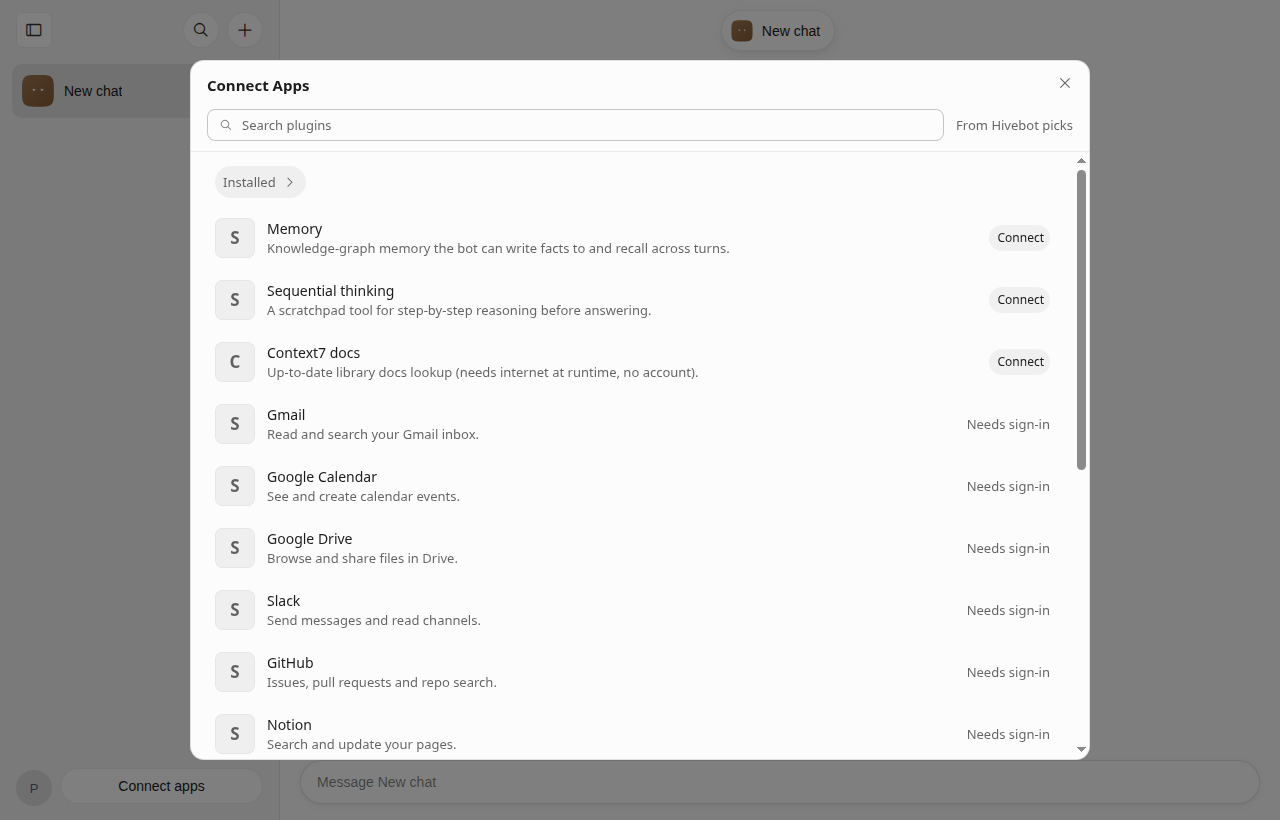 New chat
New chat
Connect Apps
Search plugins
From Hivebot picks
Installed
S
Memory
Knowledge-graph memory the bot can write facts to and recall across turns.
Connect
S
Sequential thinking
A scratchpad tool for step-by-step reasoning before answering.
Connect
C
Context7 docs
Up-to-date library docs lookup (needs internet at runtime, no account).
Connect
S
Gmail
Read and search your Gmail inbox.
Needs sign-in
S
Google Calendar
See and create calendar events.
Needs sign-in
S
Google Drive
Browse and share files in Drive.
Needs sign-in
S
Slack
Send messages and read channels.
Needs sign-in
S
GitHub
Issues, pull requests and repo search.
Needs sign-in
S
Notion
Search and update your pages.
Needs sign-in
P
Connect apps
Message New chat